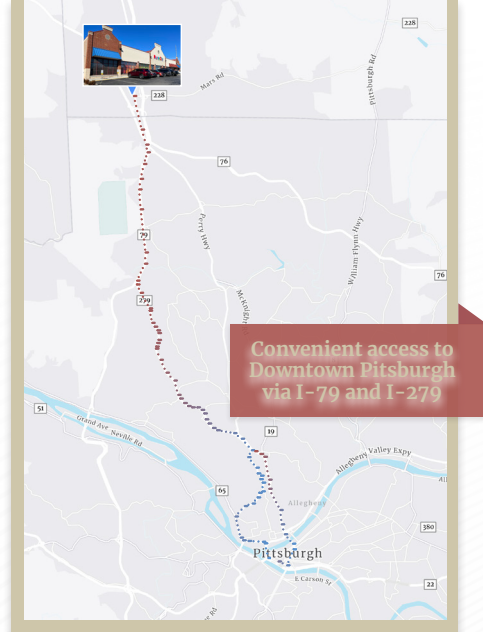 228
228
Mars Rd
Pittsburgh Rd
76
Perry Hwy
William Flynn Hwy
79
76
279
McKnight
Convenient access to
Downtown Pitsburgh
via I-79 and I-279
51
Grand Ave
Neville Rd
19
Allegheny Valley Expy
65
Allegheny
380
Pittsburgh
E Carson St
22
Rd